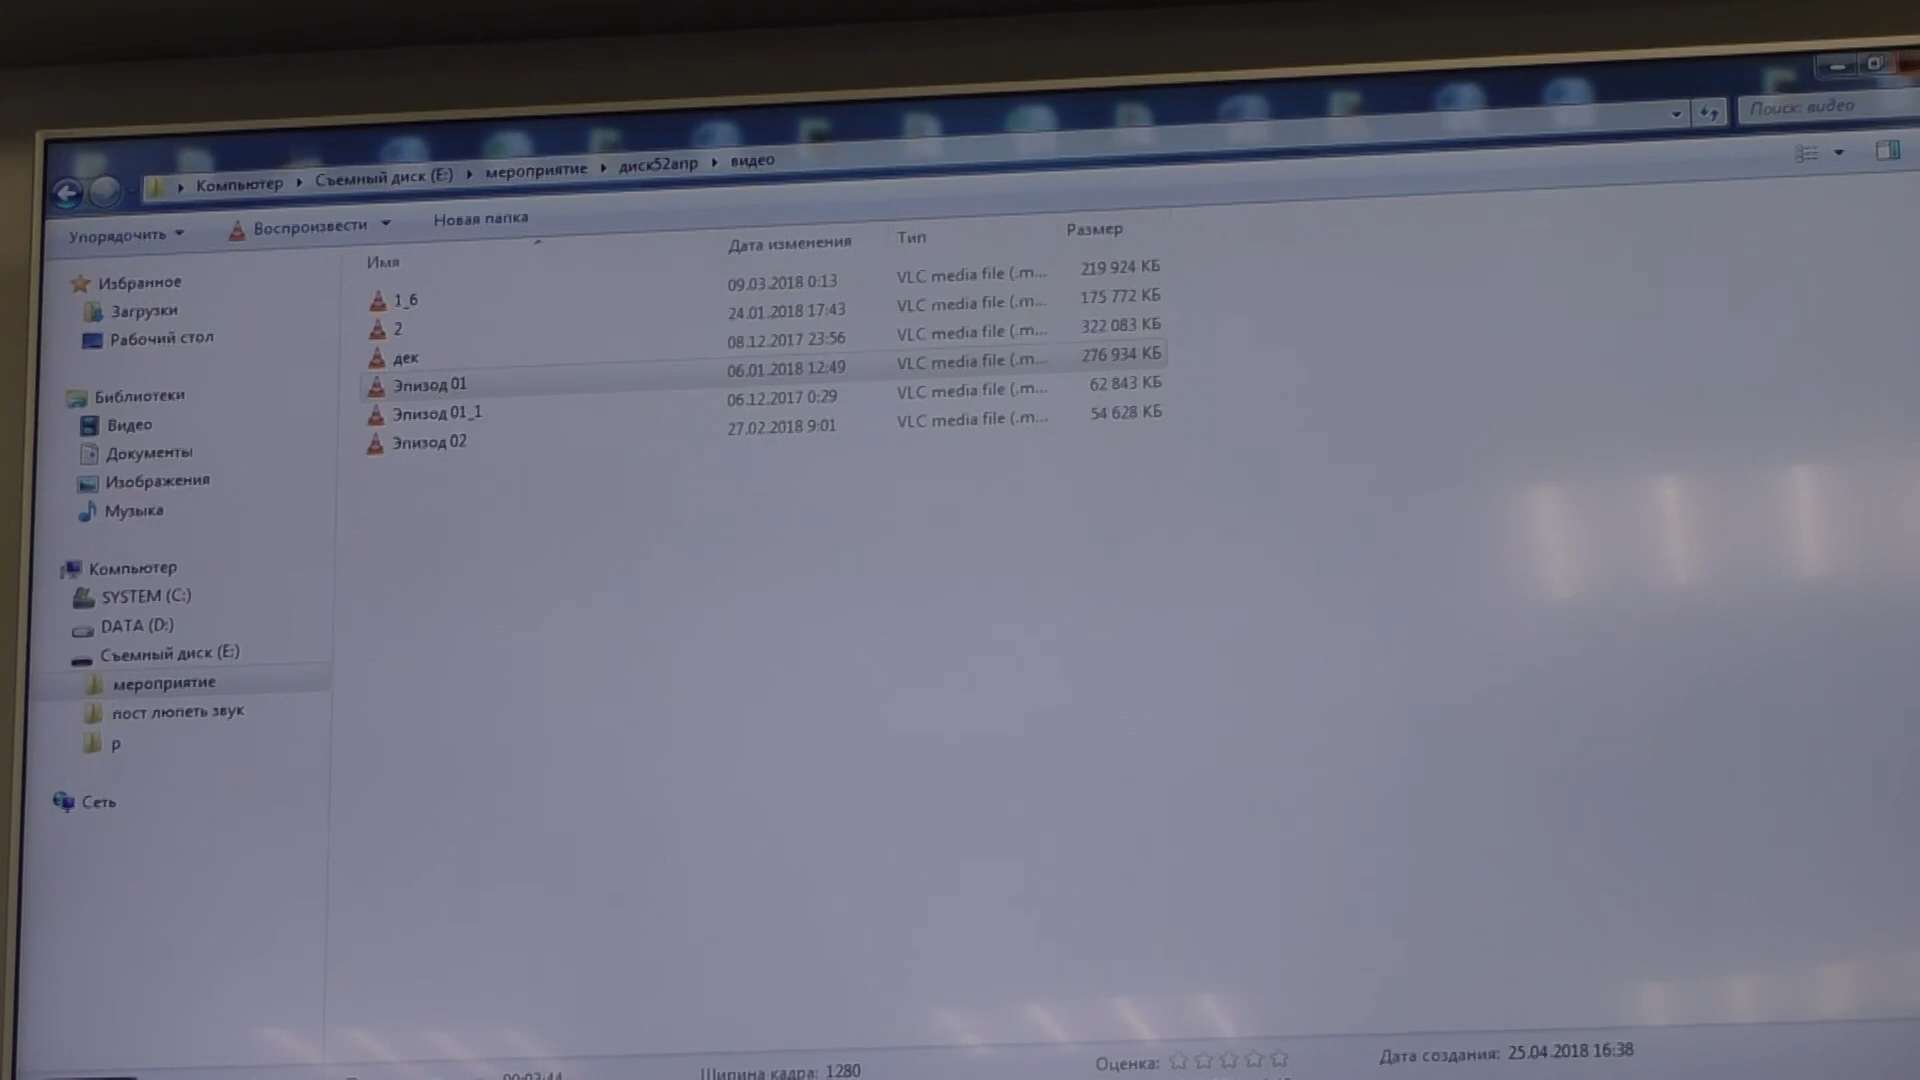 Поиск: видео
Компьютер Съемный диск (E:) мероприятие диск52апр видео
Упорядочить Воспроизвести Новая папка
Имя Дата изменения Тип Размер
1_6 09.03.2018 0:13 VLC media file (.m... 219 924 КБ
2 24.01.2018 17:43 VLC media file (.m... 175 772 КБ
дек 08.12.2017 23:56 VLC media file (.m... 322 083 КБ
Эпизод 01 06.01.2018 12:49 VLC media file (.m... 276 934 КБ
Эпизод 01_1 06.12.2017 0:29 VLC media file (.m... 62 843 КБ
Эпизод 02 27.02.2018 9:01 VLC media file (.m... 54 628 КБ
Избранное
Загрузки
Рабочий стол
Библиотеки
Видео
Документы
Изображения
Музыка
Компьютер
SYSTEM (C:)
DATA (D:)
Съемный диск (E:)
мероприятие
пост люпеть звук
р
Сеть
00:03:44 Ширина кадра: 1280 Оценка: Дата создания: 25.04.2018 16:38